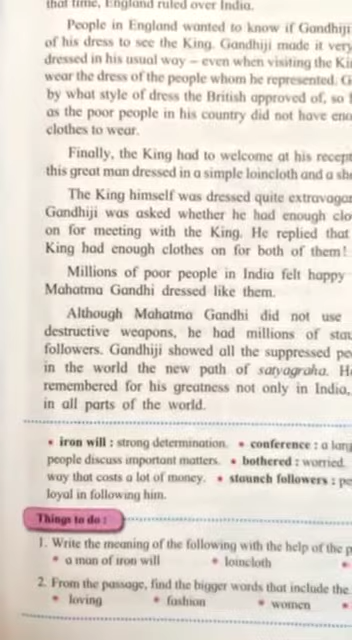 that time, England ruled over India.
People in England wanted to know if Gandhiji
of his dress to see the King. Gandhiji made it very
dressed in his usual way – even when visiting the Ki
wear the dress of the people whom he represented. G
by what style of dress the British approved of, so
as the poor people in his country did not have eno
clothes to wear.
Finally, the King had to welcome at his recept
this great man dressed in a simple loincloth and a sh
The King himself was dressed quite extravagan
Gandhiji was asked whether he had enough clo
on for meeting with the King. He replied that
King had enough clothes on for both of them!
Millions of poor people in India felt happy
Mahatma Gandhi dressed like them.
Although Mahatma Gandhi did not use
destructive weapons, he had millions of stau
followers. Gandhiji showed all the suppressed pe
in the world the new path of satyagraha. H
remembered for his greatness not only in India,
in all parts of the world.
• iron will : strong determination. • conference : a larg
people discuss important matters. • bothered : worried.
way that costs a lot of money. • staunch followers : pe
loyal in following him.
Things to do :
1. Write the meaning of the following with the help of the p
• a man of iron will • loincloth •
2. From the passage, find the bigger words that include the
• loving • fashion • women •